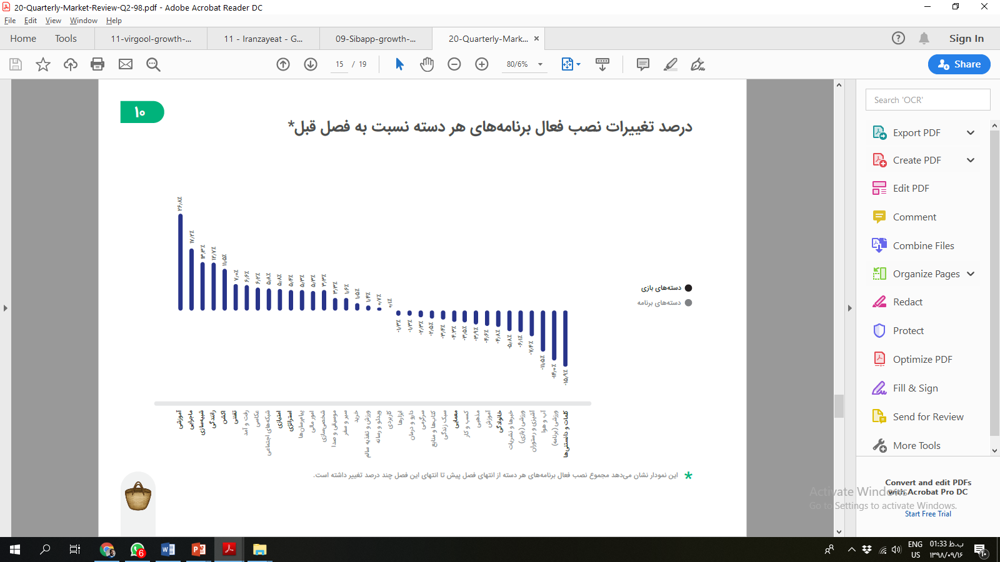 20-Quarterly-Market-Review-Q2-98.pdf - Adobe Acrobat Reader DC
File Edit View Window Help
Home Tools 11-virgool-growth-... 11 - Iranzayeat - G... 09-Sibapp-growth-... 20-Quarterly-Mark... × Sign In
15 / 19 80/6% Share
Search 'OCR'
Export PDF
Create PDF
Edit PDF
Comment
Combine Files
Organize Pages
Redact
Protect
Optimize PDF
Fill & Sign
Send for Review
More Tools
Convert and edit PDFs
with Acrobat Pro DC
Start Free Trial
Activate Windows
Go to Settings to activate Windows.
۱۰
درصد تغییرات نصب فعال برنامه‌های هر دسته نسبت به فصل قبل*
۲۶٫۸٪
۱۷٫۲٪
۱۳٫۳٪
۱۲٫۷٪
۱۱٫۵٪
۷٫۰٪
۶٫۶٪
۶٫۲٪
۵٫۸٪
۵٫۸٪
۵٫۴٪
۵٫۳٪
۵٫۳٪
۳٫۳٪
۳٫۳٪
۱٫۶٪
۱٫۵٪
۱٫۴٪
۰٫۷٪
۰٫۱٪
-۱٫۳٪
-۱٫۳٪
-۲٫۳٪
-۲٫۵٪
-۳٫۴٪
-۴٫۳٪
-۳٫۵٪
-۳٫۹٪
-۴٫۶٪
-۴٫۸٪
-۵٫۸٪
-۶٫۱٪
-۷٫۴٪
-۱۱٫۵٪
-۱۴٫۰٪
-۱۵٫۹٪
دسته‌های بازی
دسته‌های برنامه
آموزشی
ماجرایی
شبیه‌سازی
رانندگی
اکشن
تفننی
رفت و آمد
عکاسی
شبکه‌های اجتماعی
امتیازی
استراتژی
پیام‌رسان‌ها
امور مالی
شخصی‌سازی
موسیقی و صدا
سیر و سفر
خرید
ورزش و تغذیه سالم
ویدئو و رسانه
کاربردی
ابزارها
دارو و درمان
سرگرمی
کتاب‌ها و منابع
سبک زندگی
معمایی
کسب و کار
مذهبی
آموزش
خانوادگی
خبرها و نشریات
ورزشی (بازی)
آشپزی و رستوران
آب و هوا
ورزشی (برنامه)
کلمات و دانستنی‌ها
* این نمودار نشان می‌دهد مجموع نصب فعال برنامه‌های هر دسته از انتهای فصل پیش تا انتهای این فصل چند درصد تغییر داشته است.
6 ENG 01:33 ب.ظ
US ۱۳۹۸/۰۹/۱۶ ۱۰